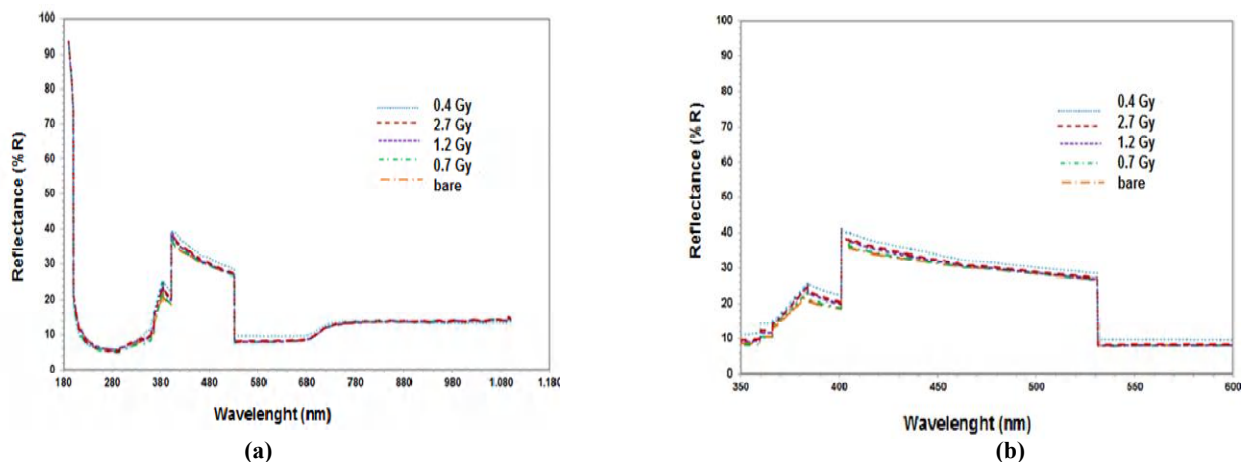 100
90
80
70
60
50
40
30
20
10
0
Reflectance (% R)
0.4 Gy
2.7 Gy
1.2 Gy
0.7 Gy
bare
180 280 380 480 580 680 780 880 980 1.080 1.180
Wavelenght (nm)
(a)
100
90
80
70
60
50
40
30
20
10
0
Reflectance (% R)
0.4 Gy
2.7 Gy
1.2 Gy
0.7 Gy
bare
350 400 450 500 550 600
Wavelenght (nm)
(b)